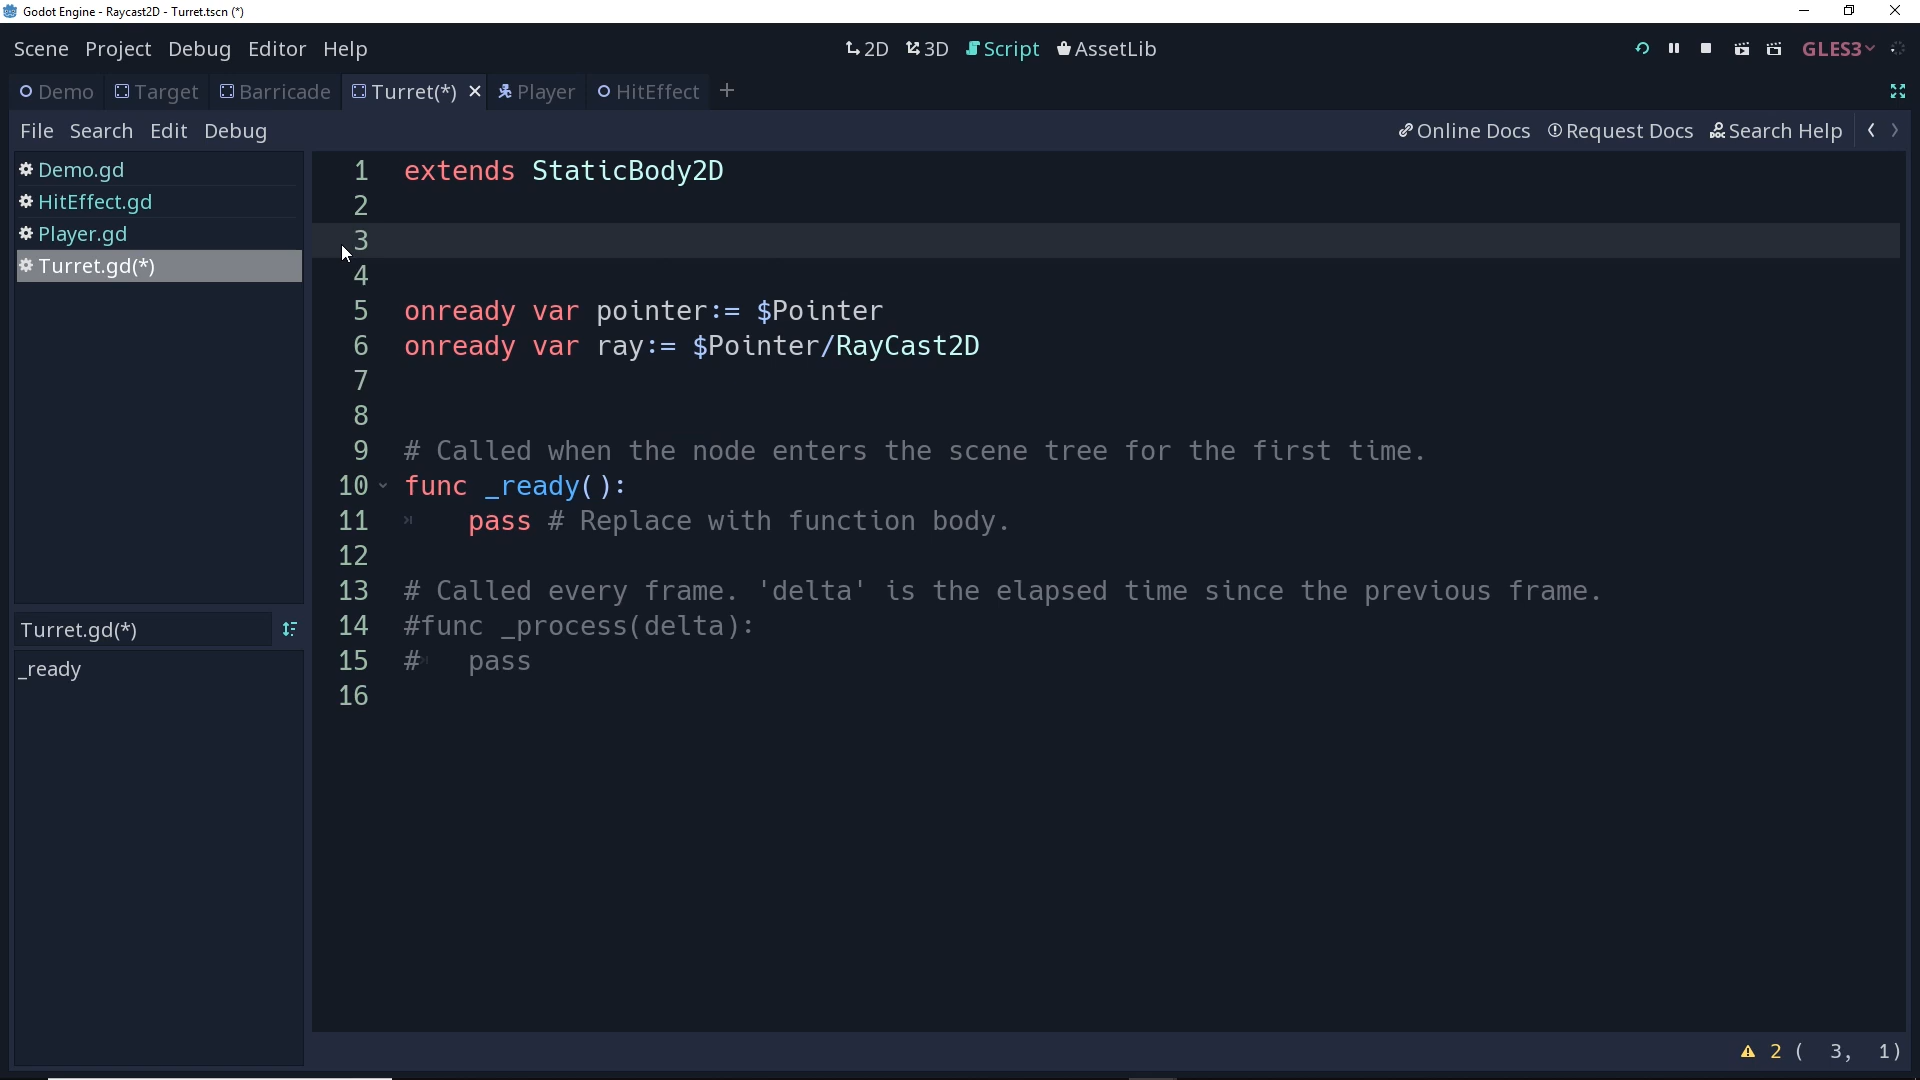 Godot Engine - Raycast2D - Turret.tscn (*)
Scene Project Debug Editor Help
2D 3D Script AssetLib
GLES3
Demo Target Barricade Turret(*) Player HitEffect
File Search Edit Debug
Online Docs Request Docs Search Help
Demo.gd
HitEffect.gd
Player.gd
Turret.gd(*)
Turret.gd(*)
_ready
1 extends StaticBody2D
2
3
4
5 onready var pointer:= $Pointer
6 onready var ray:= $Pointer/RayCast2D
7
8
9 # Called when the node enters the scene tree for the first time.
10 func _ready():
11 pass # Replace with function body.
12
13 # Called every frame. 'delta' is the elapsed time since the previous frame.
14 #func _process(delta):
15 # pass
16
2 ( 3, 1)